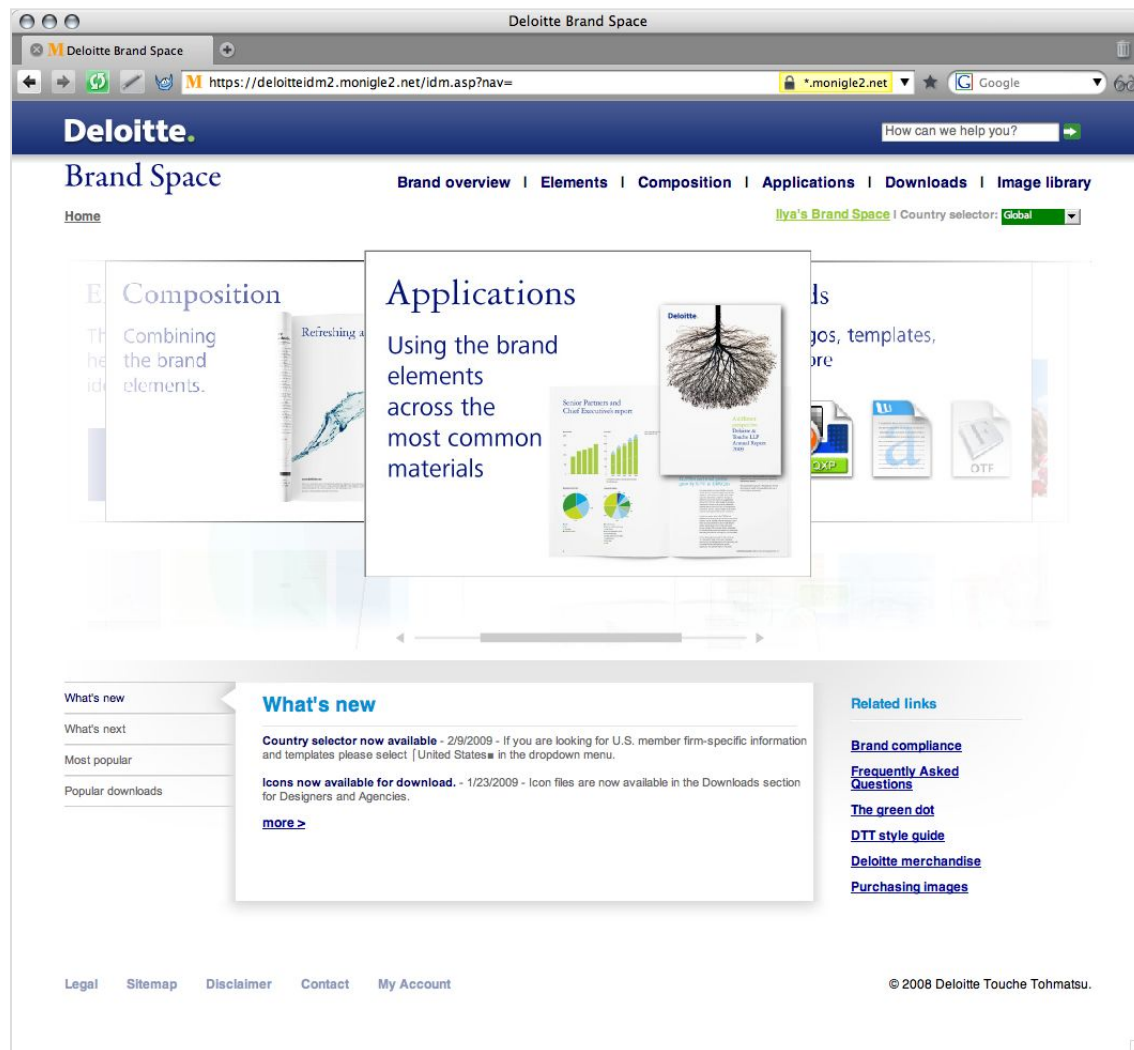 Deloitte Brand Space
Deloitte Brand Space
https://deloitteidm2.monigle2.net/idm.asp?nav=
*.monigle2.net
Google
Deloitte.
How can we help you?
Brand Space
Brand overview | Elements | Composition | Applications | Downloads | Image library
Home
Ilya's Brand Space | Country selector: Global
Composition
Combining
the brand
elements.
Refreshing a
Applications
Using the brand
elements
across the
most common
materials
Deloitte
Senior Partners and
Chief Executive's report
Deloitte &
Touche LLP
Annual Report
2009
ds
gos, templates,
ore
QXP
W
a
F
OTF
What's new
What's next
Most popular
Popular downloads
What's new
Country selector now available - 2/9/2009 - If you are looking for U.S. member firm-specific information
and templates please select ⌈United States■ in the dropdown menu.
Icons now available for download. - 1/23/2009 - Icon files are now available in the Downloads section
for Designers and Agencies.
more >
Related links
Brand compliance
Frequently Asked
Questions
The green dot
DTT style guide
Deloitte merchandise
Purchasing images
Legal Sitemap Disclaimer Contact My Account
© 2008 Deloitte Touche Tohmatsu.